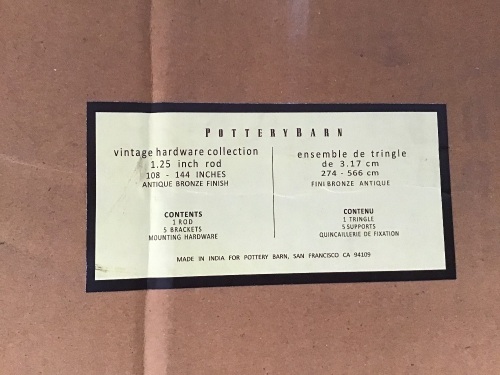 POTTERYBARN
vintage hardware collection
1.25 inch rod
108 - 144 INCHES
ANTIQUE BRONZE FINISH
CONTENTS
1 ROD
5 BRACKETS
MOUNTING HARDWARE
ensemble de tringle
de 3.17 cm
274 - 566 cm
FINI BRONZE ANTIQUE
CONTENU
1 TRINGLE
5 SUPPORTS
QUINCAILLERIE DE FIXATION
MADE IN INDIA FOR POTTERY BARN, SAN FRANCISCO CA 94109